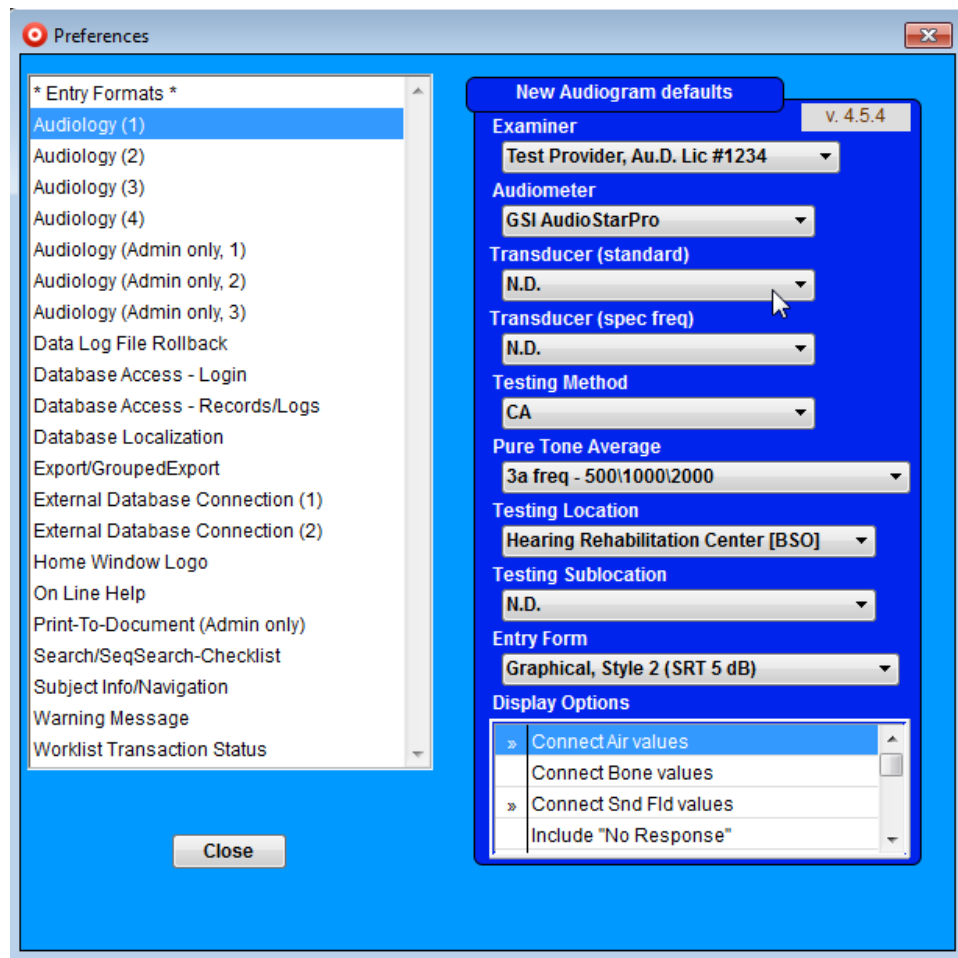 Preferences
* Entry Formats *
Audiology (1)
Audiology (2)
Audiology (3)
Audiology (4)
Audiology (Admin only, 1)
Audiology (Admin only, 2)
Audiology (Admin only, 3)
Data Log File Rollback
Database Access - Login
Database Access - Records/Logs
Database Localization
Export/GroupedExport
External Database Connection (1)
External Database Connection (2)
Home Window Logo
On Line Help
Print-To-Document (Admin only)
Search/SeqSearch-Checklist
Subject Info/Navigation
Warning Message
Worklist Transaction Status
Close
New Audiogram defaults
v. 4.5.4
Examiner
Test Provider, Au.D. Lic #1234
Audiometer
GSI AudioStarPro
Transducer (standard)
N.D.
Transducer (spec freq)
N.D.
Testing Method
CA
Pure Tone Average
3a freq - 500\1000\2000
Testing Location
Hearing Rehabilitation Center [BSO]
Testing Sublocation
N.D.
Entry Form
Graphical, Style 2 (SRT 5 dB)
Display Options
» Connect Air values
Connect Bone values
» Connect Snd Fld values
Include "No Response"